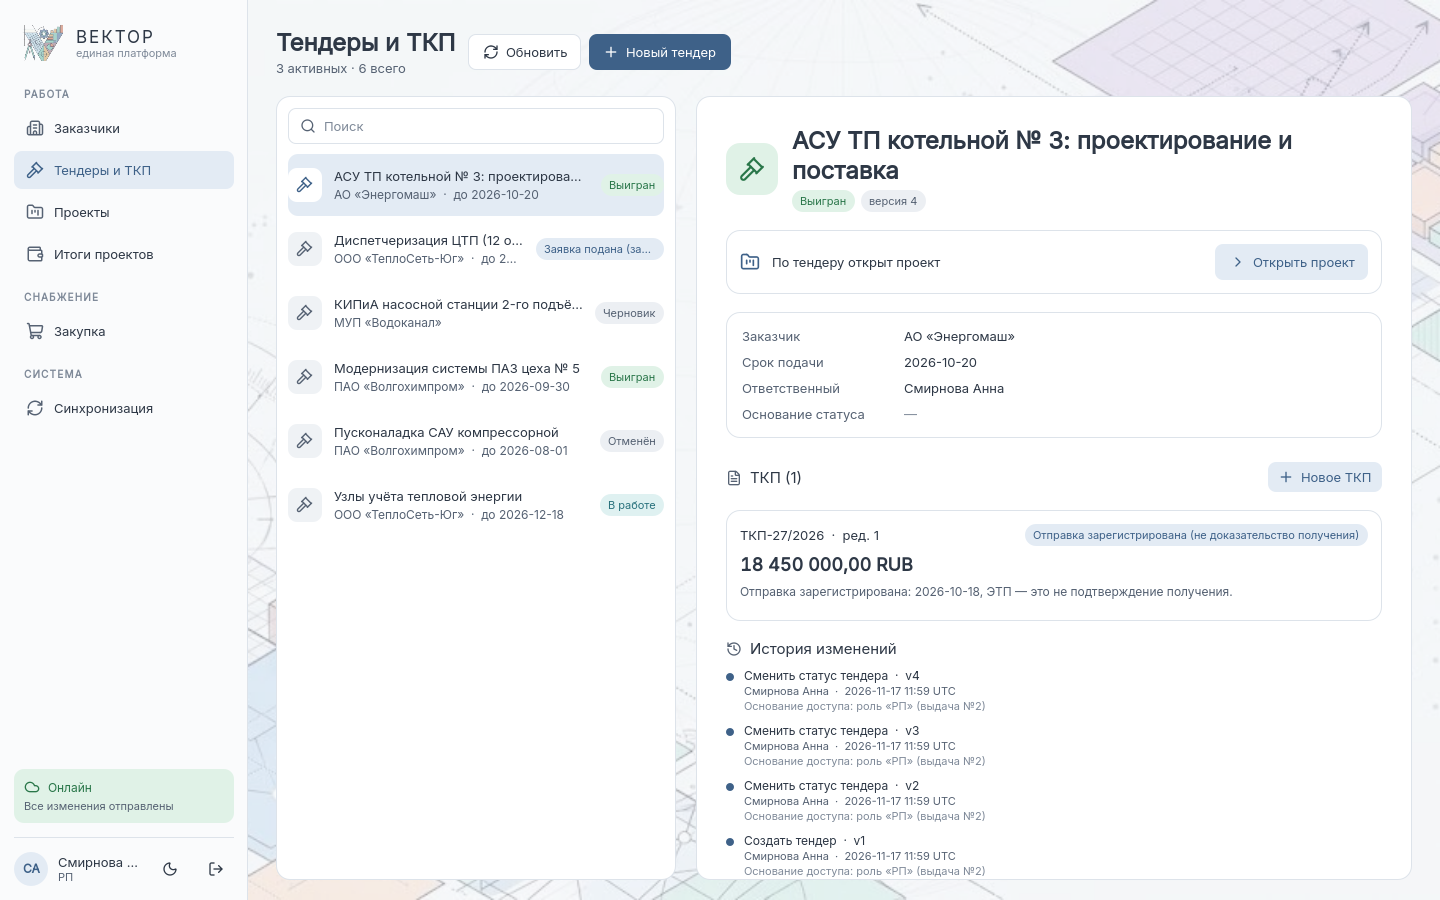 ВЕКТОР
единая платформа
РАБОТА
Заказчики
Тендеры и ТКП
Проекты
Итоги проектов
СНАБЖЕНИЕ
Закупка
СИСТЕМА
Синхронизация
Онлайн
Все изменения отправлены
СА
Смирнова ...
РП
Тендеры и ТКП
3 активных · 6 всего
Обновить
Новый тендер
Поиск
АСУ ТП котельной № 3: проектирова...
АО «Энергомаш» · до 2026-10-20
Выигран
Диспетчеризация ЦТП (12 о...
ООО «ТеплоСеть-Юг» · до 2...
Заявка подана (за...
КИПиА насосной станции 2-го подъё...
МУП «Водоканал»
Черновик
Модернизация системы ПАЗ цеха № 5
ПАО «Волгохимпром» · до 2026-09-30
Выигран
Пусконаладка САУ компрессорной
ПАО «Волгохимпром» · до 2026-08-01
Отменён
Узлы учёта тепловой энергии
ООО «ТеплоСеть-Юг» · до 2026-12-18
В работе
АСУ ТП котельной № 3: проектирование и
поставка
Выигран
версия 4
По тендеру открыт проект
Открыть проект
Заказчик АО «Энергомаш»
Срок подачи 2026-10-20
Ответственный Смирнова Анна
Основание статуса —
ТКП (1)
Новое ТКП
ТКП-27/2026 · ред. 1
Отправка зарегистрирована (не доказательство получения)
18 450 000,00 RUB
Отправка зарегистрирована: 2026-10-18, ЭТП — это не подтверждение получения.
История изменений
Сменить статус тендера · v4
Смирнова Анна · 2026-11-17 11:59 UTC
Основание доступа: роль «РП» (выдача №2)
Сменить статус тендера · v3
Смирнова Анна · 2026-11-17 11:59 UTC
Основание доступа: роль «РП» (выдача №2)
Сменить статус тендера · v2
Смирнова Анна · 2026-11-17 11:59 UTC
Основание доступа: роль «РП» (выдача №2)
Создать тендер · v1
Смирнова Анна · 2026-11-17 11:59 UTC
Основание доступа: роль «РП» (выдача №2)